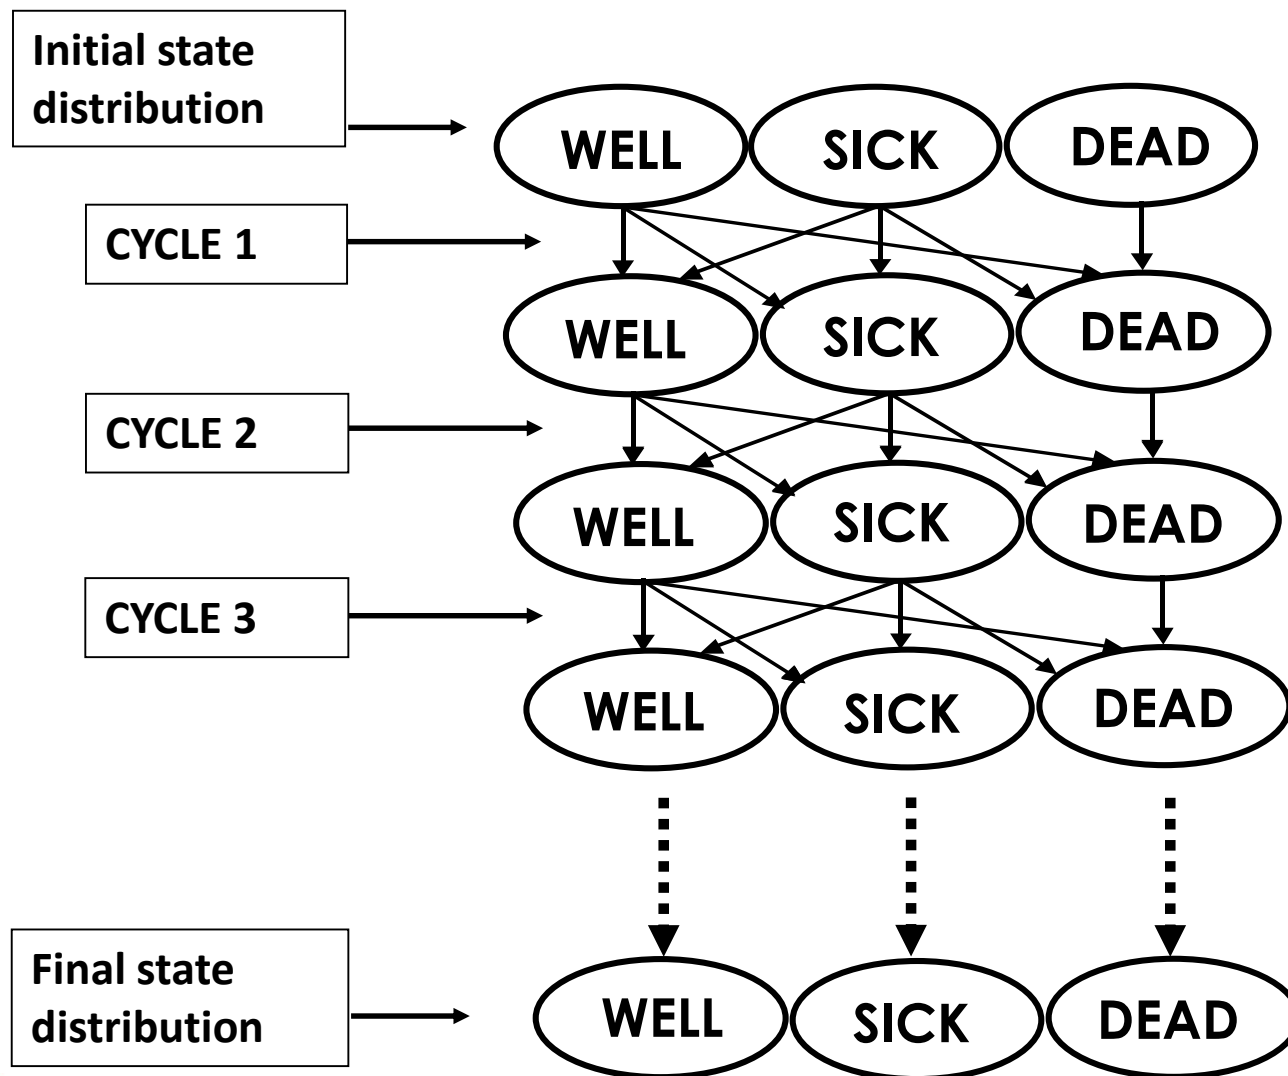 Initial state
distribution
WELL SICK DEAD
CYCLE 1
WELL SICK DEAD
CYCLE 2
WELL SICK DEAD
CYCLE 3
WELL SICK DEAD
Final state
distribution
WELL SICK DEAD